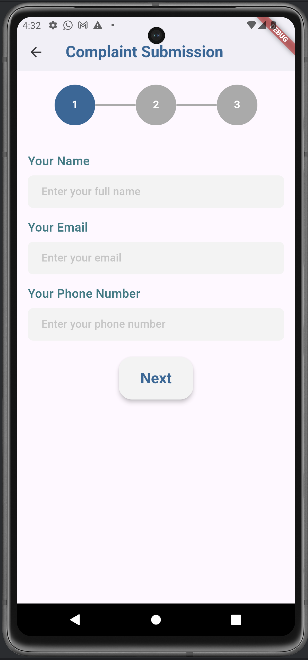 4:32
DEBUG
Complaint Submission
1
2
3
Your Name
Enter your full name
Your Email
Enter your email
Your Phone Number
Enter your phone number
Next